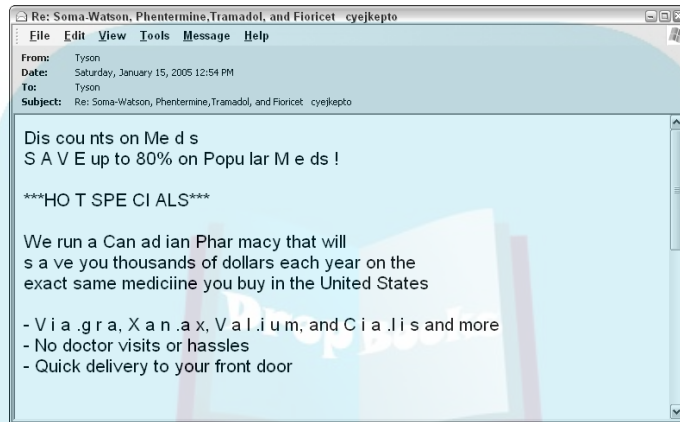 Re: Soma-Watson, Phentermine,Tramadol, and Fioricet cyejkepto
File Edit View Tools Message Help
From: Tyson
Date: Saturday, January 15, 2005 12:54 PM
To: Tyson
Subject: Re: Soma-Watson, Phentermine,Tramadol, and Fioricet cyejkepto
Dis cou nts on Me d s
S A V E up to 80% on Popu lar M e ds !
***HO T SPE CI ALS***
We run a Can ad ian Phar macy that will
s a ve you thousands of dollars each year on the
exact same mediciine you buy in the United States
- V i a .g r a, X a n .a x, V a l .i u m, and C i a .l i s and more
- No doctor visits or hassles
- Quick delivery to your front door
Drop Books